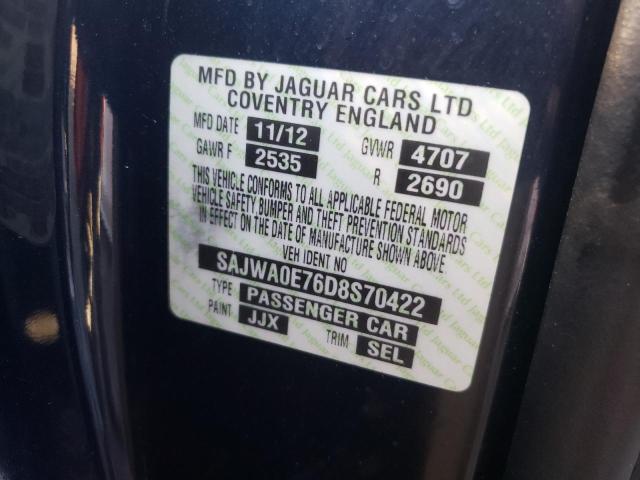 MFD BY JAGUAR CARS LTD
COVENTRY ENGLAND
MFD DATE 11/12 GVWR 4707
GAWR F 2535 R 2690
THIS VEHICLE CONFORMS TO ALL APPLICABLE FEDERAL MOTOR
VEHICLE SAFETY, BUMPER AND THEFT PREVENTION STANDARDS
IN EFFECT ON THE DATE OF MANUFACTURE SHOWN ABOVE
VEH IDENT NO
SAJWA0E76D8S70422
TYPE PASSENGER CAR
PAINT JJX TRIM SEL